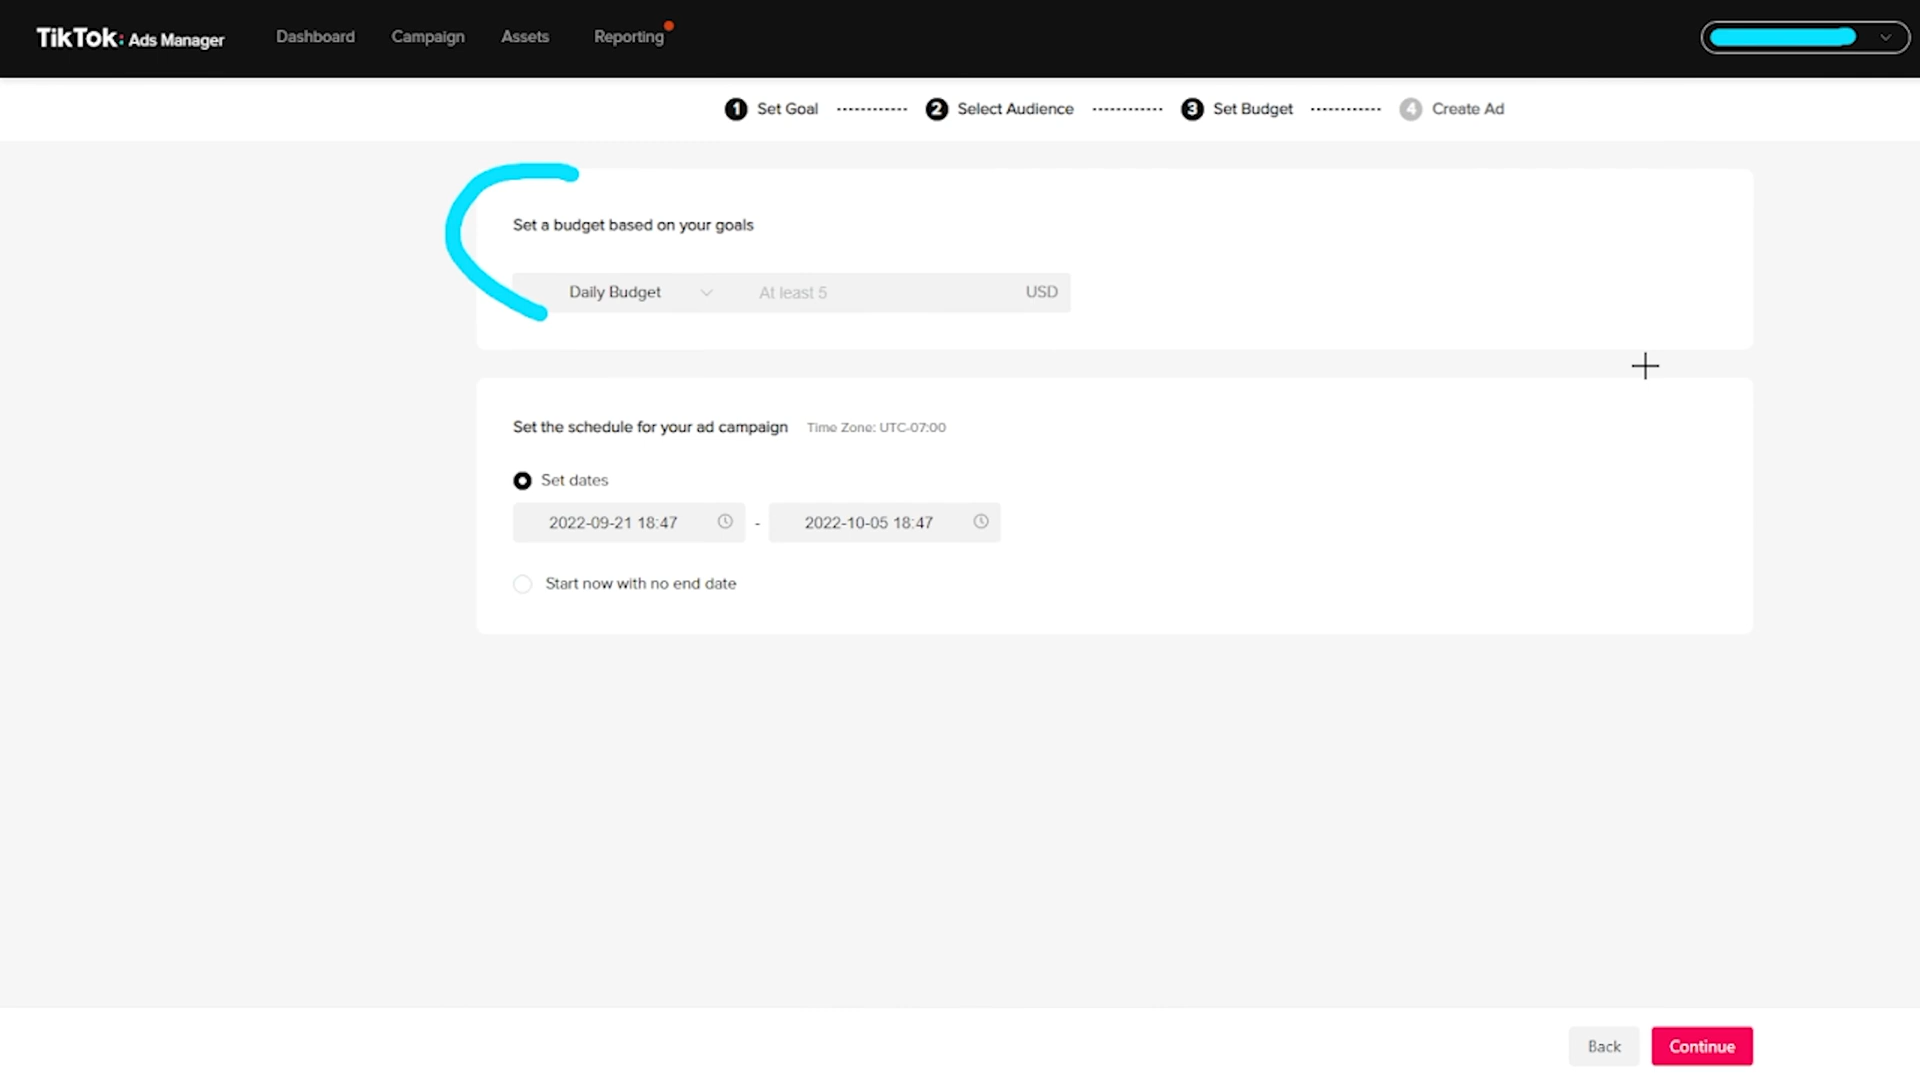 TikTok: Ads Manager Dashboard Campaign Assets Reporting
1 Set Goal 2 Select Audience 3 Set Budget 4 Create Ad
Set a budget based on your goals
Daily Budget At least 5 USD
Set the schedule for your ad campaign Time Zone: UTC-07:00
Set dates
2022-09-21 18:47 - 2022-10-05 18:47
Start now with no end date
Back Continue